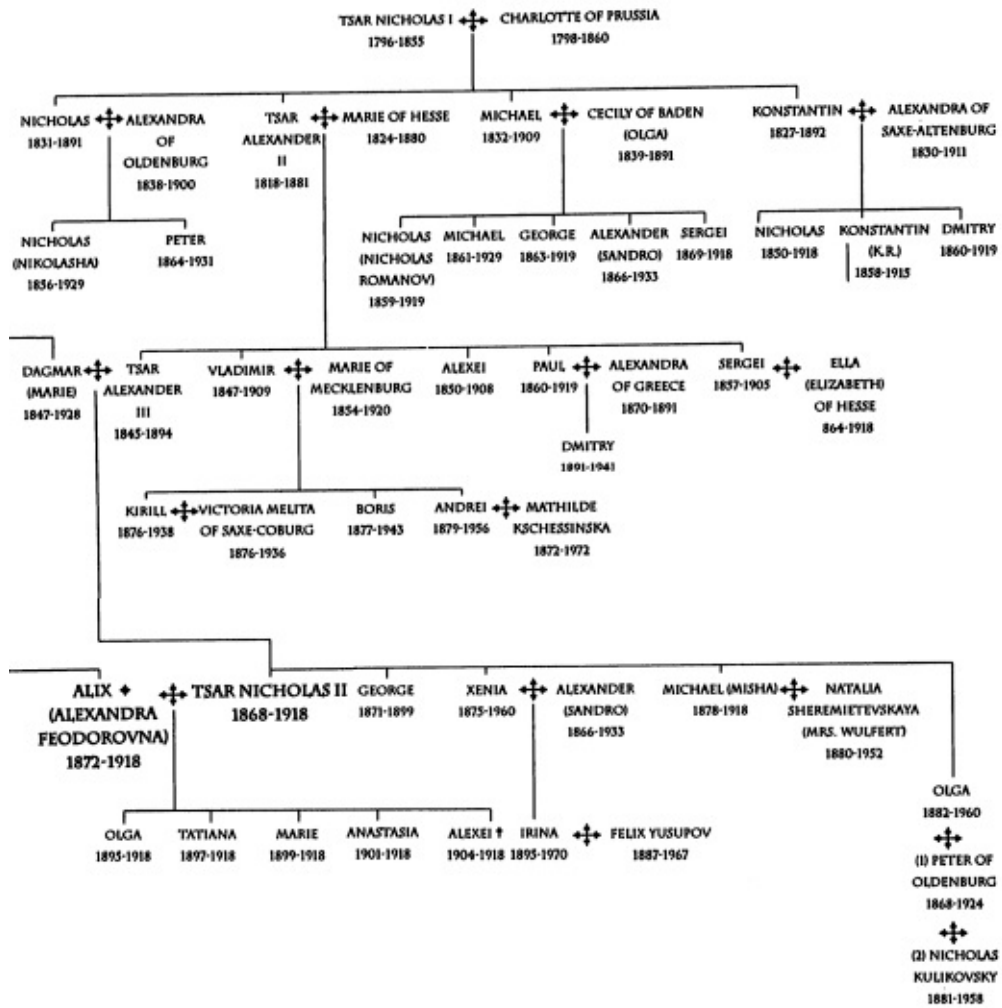 TSAR NICHOLAS I
1796-1855
CHARLOTTE OF PRUSSIA
1798-1860
NICHOLAS
1831-1891
ALEXANDRA
OF
OLDENBURG
1838-1900
TSAR
ALEXANDER
II
1818-1881
MARIE OF HESSE
1824-1880
MICHAEL
1832-1909
CECILY OF BADEN
(OLGA)
1839-1891
KONSTANTIN
1827-1892
ALEXANDRA OF
SAXE-ALTENBURG
1830-1911
NICHOLAS
(NIKOLASHA)
1856-1929
PETER
1864-1931
NICHOLAS
(NICHOLAS
ROMANOV)
1859-1919
MICHAEL
1861-1929
GEORGE
1863-1919
ALEXANDER
(SANDRO)
1866-1933
SERGEI
1869-1918
NICHOLAS
1850-1918
KONSTANTIN
(K.R.)
1858-1915
DMITRY
1860-1919
DAGMAR
(MARIE)
1847-1928
TSAR
ALEXANDER
III
1845-1894
VLADIMIR
1847-1909
MARIE OF
MECKLENBURG
1854-1920
ALEXEI
1850-1908
PAUL
1860-1919
ALEXANDRA
OF GREECE
1870-1891
SERGEI
1857-1905
ELLA
(ELIZABETH)
OF HESSE
864-1918
DMITRY
1891-1941
KIRILL
1876-1938
VICTORIA MELITA
OF SAXE-COBURG
1876-1936
BORIS
1877-1943
ANDREI
1879-1956
MATHILDE
KSCHESSINSKA
1872-1972
ALIX
(ALEXANDRA
FEODOROVNA)
1872-1918
TSAR NICHOLAS II
1868-1918
GEORGE
1871-1899
XENIA
1875-1960
ALEXANDER
(SANDRO)
1866-1933
MICHAEL (MISHA)
1878-1918
NATALIA
SHEREMIETEVSKAYA
(MRS. WULFERT)
1880-1952
OLGA
1882-1960
(1) PETER OF
OLDENBURG
1868-1924
(2) NICHOLAS
KULIKOVSKY
1881-1958
OLGA
1895-1918
TATIANA
1897-1918
MARIE
1899-1918
ANASTASIA
1901-1918
ALEXEI †
1904-1918
IRINA
1895-1970
FELIX YUSUPOV
1887-1967